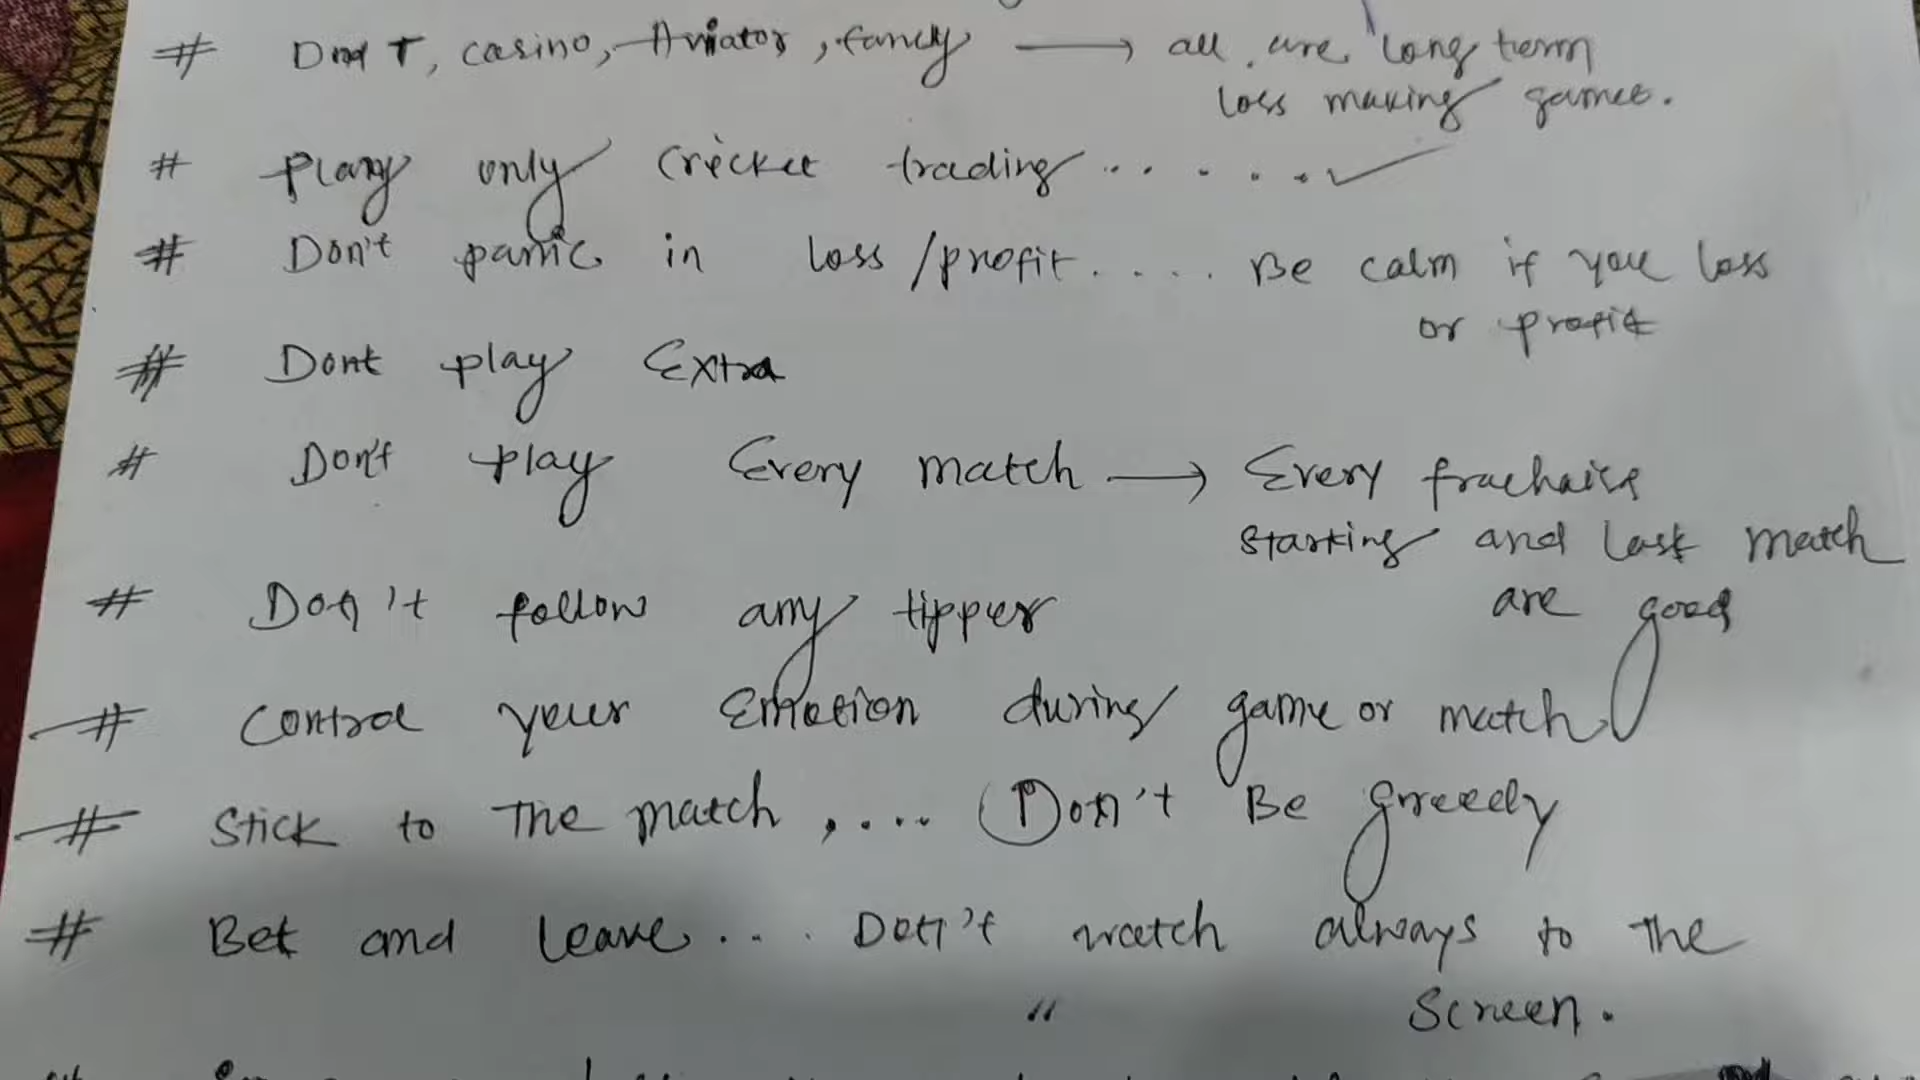 # D and T, casino, Aviator, fancy → all are long term
loss making games.
# Play only cricket trading . . . . . . ✓
# Don't panic in loss/profit . . . . . Be calm if you loss
or profit
# Dont play Extra
# Don't play Every match → Every frachaise
starting and last match
are good
# Don't follow any tipper
# Control your Emotion during game or match
# Stick to The match , . . . . Don't Be greedy
# Bet and leave . . . . Don't watch always to The
" Screen.